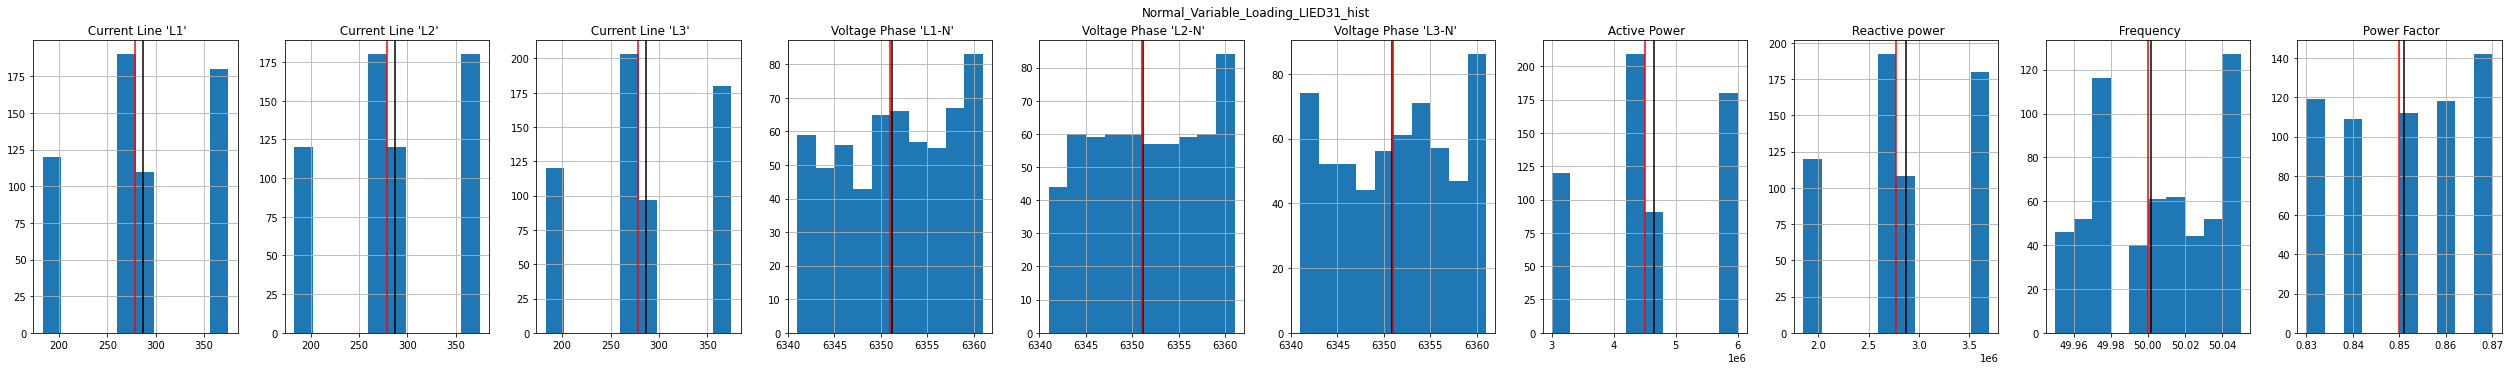 Normal_Variable_Loading_LIED31_hist
Current Line 'L1' Current Line 'L2' Current Line 'L3' Voltage Phase 'L1-N' Voltage Phase 'L2-N' Voltage Phase 'L3-N' Active Power Reactive power Frequency Power Factor
175 175 200 80 80 80 200 200 120 140
150 150 175 70 70 60 175 175 100 120
125 125 150 60 60 40 150 150 80 100
100 100 125 50 50 20 125 125 60 80
75 75 100 40 40 0 100 100 40 60
50 50 75 30 30 75 75 20 40
25 25 50 20 20 50 50 0 20
0 0 25 10 10 25 25 0
0 0 0 0 0
200 250 300 350 200 250 300 350 200 250 300 350 6340 6345 6350 6355 6360 6340 6345 6350 6355 6360 6340 6345 6350 6355 6360 3 4 5 6 2.0 2.5 3.0 3.5 49.96 49.98 50.00 50.02 50.04 0.83 0.84 0.85 0.86 0.87
1e6 1e6